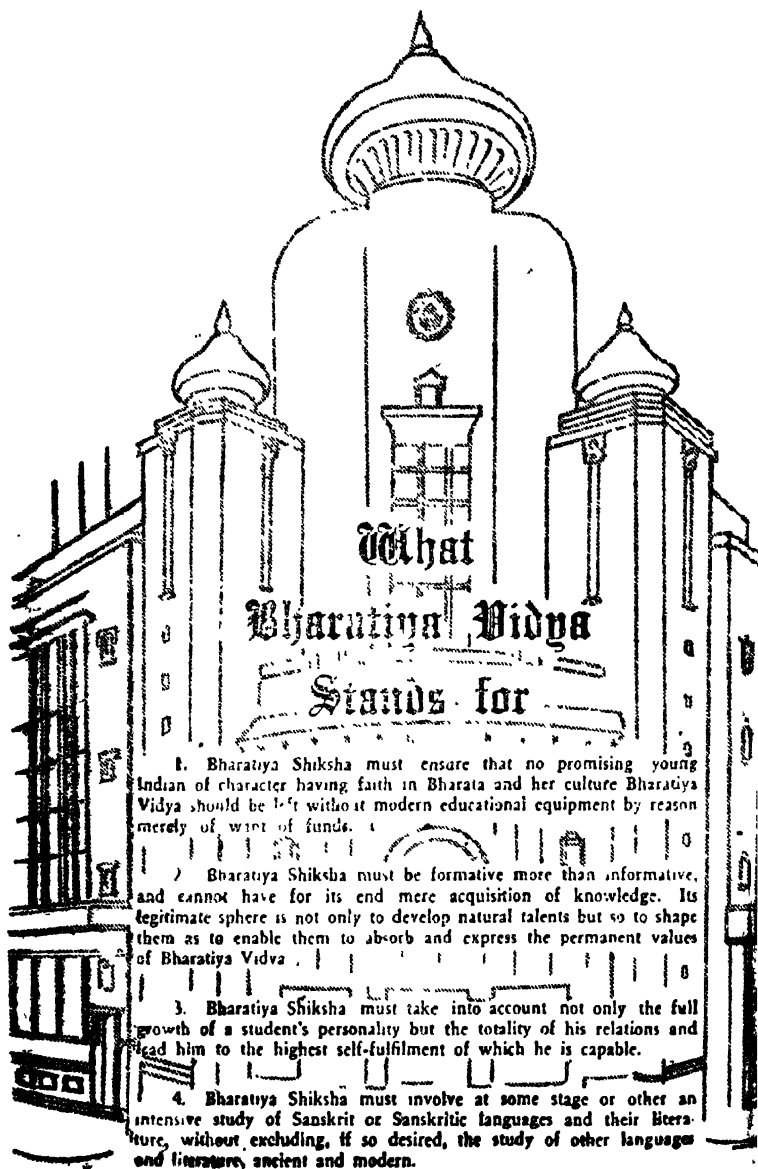 What
Bharatiya Vidya
Stands for
1. Bharatiya Shiksha must ensure that no promising young
Indian of character having faith in Bharata and her culture Bharatiya
Vidya should be left without modern educational equipment by reason
merely of want of funds.
2 Bharatiya Shiksha must be formative more than informative,
and cannot have for its end mere acquisition of knowledge. Its
legitimate sphere is not only to develop natural talents but so to shape
them as to enable them to absorb and express the permanent values
of Bharatiya Vidya.
3. Bharatiya Shiksha must take into account not only the full
growth of a student's personality but the totality of his relations and
lead him to the highest self-fulfilment of which he is capable.
4. Bharatiya Shiksha must involve at some stage or other an
intensive study of Sanskrit or Sanskritic languages and their litera-
ture, without excluding, if so desired, the study of other languages
and literature, ancient and modern.